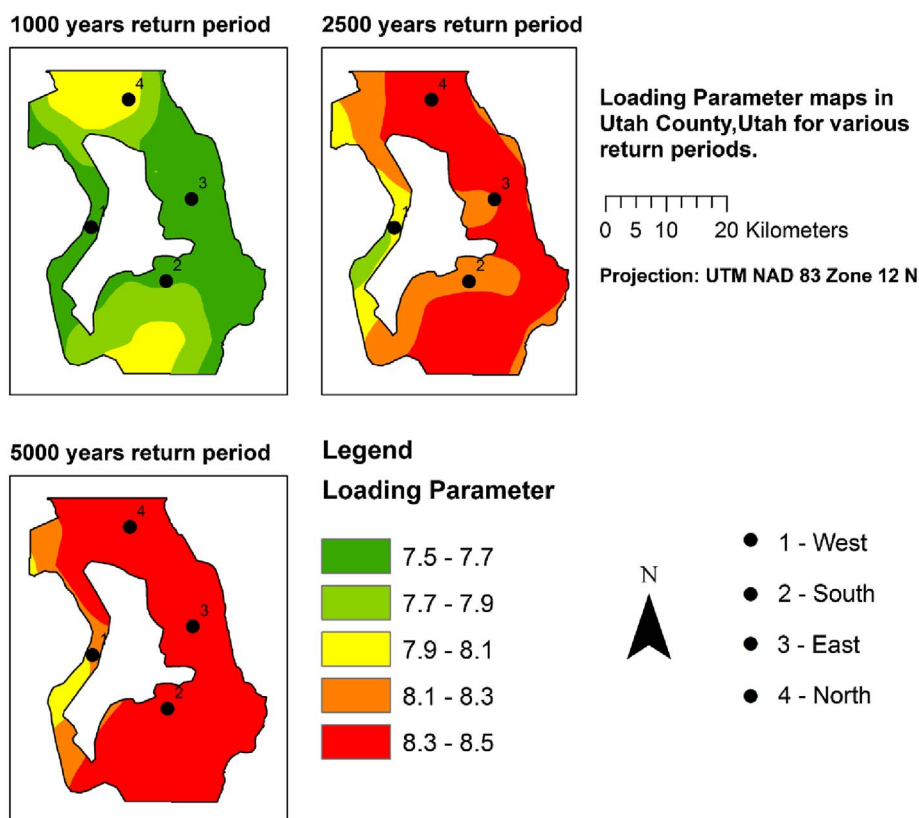 1000 years return period
4
3
1
2
2500 years return period
4
3
1
2
Loading Parameter maps in
Utah County,Utah for various
return periods.
0 5 10 20 Kilometers
Projection: UTM NAD 83 Zone 12 N
5000 years return period
4
3
1
2
Legend
Loading Parameter
7.5 - 7.7
7.7 - 7.9
7.9 - 8.1
8.1 - 8.3
8.3 - 8.5
N
1 - West
2 - South
3 - East
4 - North